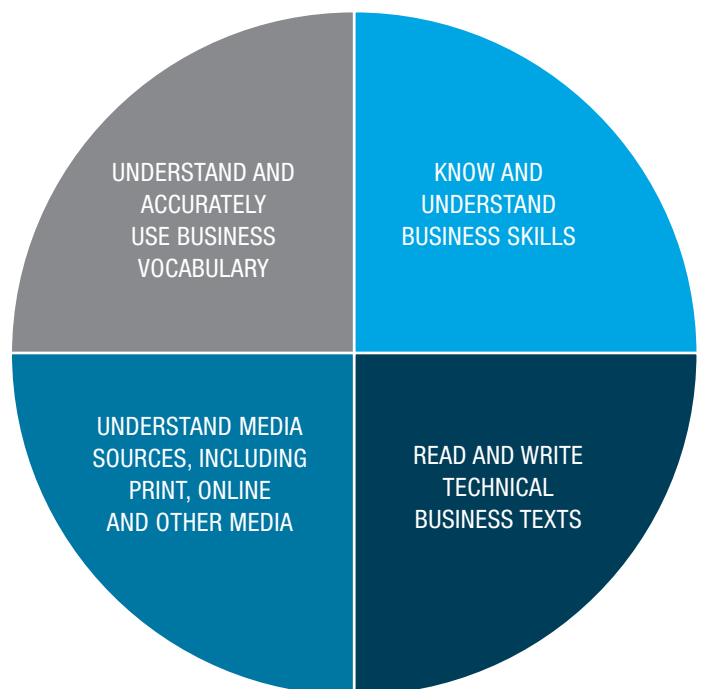 UNDERSTAND AND
ACCURATELY
USE BUSINESS
VOCABULARY
KNOW AND
UNDERSTAND
BUSINESS SKILLS
UNDERSTAND MEDIA
SOURCES, INCLUDING
PRINT, ONLINE
AND OTHER MEDIA
READ AND WRITE
TECHNICAL
BUSINESS TEXTS